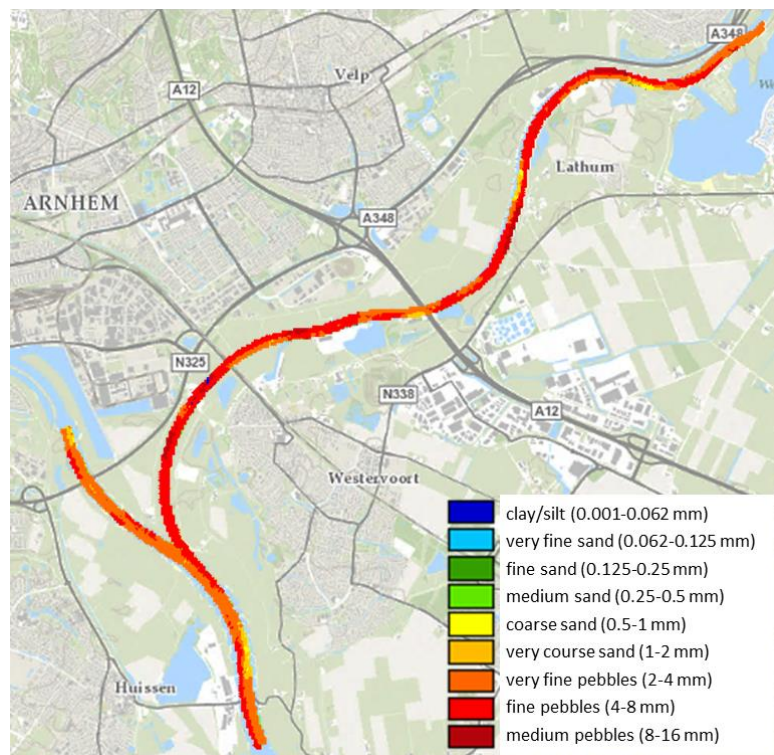 A348
Velp
A12
Lathum
ARNHEM
A348
N325
N338
A12
Westervoort
Huissen
clay/silt (0.001-0.062 mm)
very fine sand (0.062-0.125mm)
fine sand (0.125-0.25 mm)
medium sand (0.25-0.5 mm)
coarse sand (0.5-1 mm)
very course sand (1-2 mm)
very fine pebbles (2-4 mm)
fine pebbles (4-8 mm)
medium pebbles (8-16 mm)